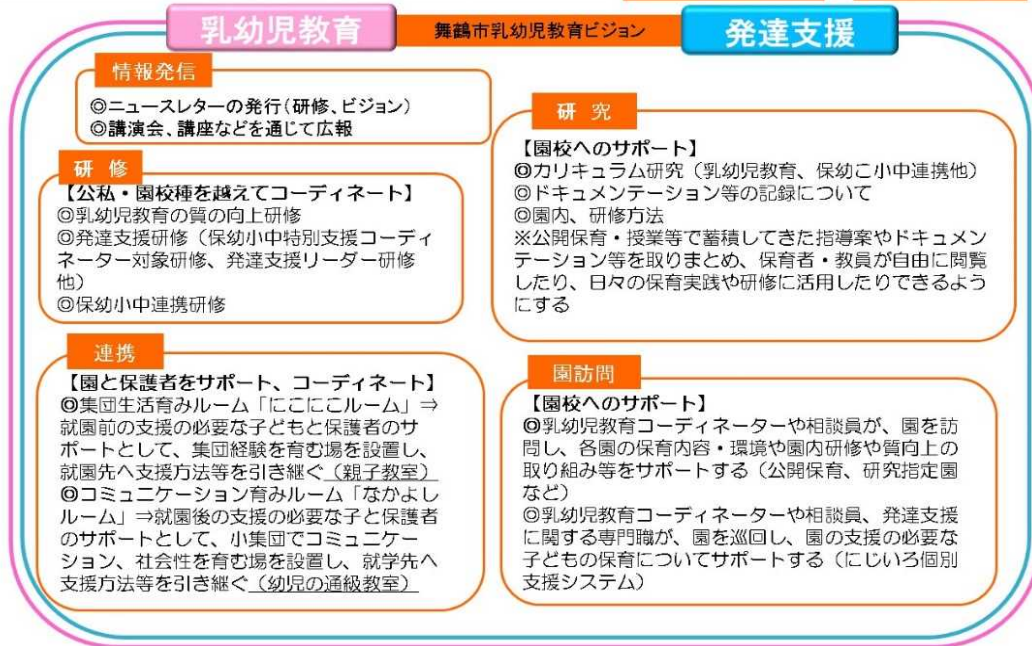 乳幼児教育
舞鶴市乳幼児教育ビジョン
発達支援
情報発信
◎ニュースレターの発行(研修、ビジョン)
◎講演会、講座などを通じて広報
研 修
【公私・園校種を越えてコーディネート】
◎乳幼児教育の質の向上研修
◎発達支援研修（保幼小中特別支援コーディ
ネーター対象研修、発達支援リーダー研修
他）
◎保幼小中連携研修
連携
【園と保護者をサポート、コーディネート】
◎集団生活育みルーム「にこにこルーム」⇒
就園前の支援の必要な子どもと保護者のサ
ポートとして、集団経験を育む場を設置し、
就園先へ支援方法等を引き継ぐ（親子教室）
◎コミュニケーション育みルーム「なかよし
ルーム」⇒就園後の支援の必要な子と保護者
のサポートとして、小集団でコミュニケー
ション、社会性を育む場を設置し、就学先へ
支援方法等を引き継ぐ（幼児の通級教室）
研 究
【園校へのサポート】
◎カリキュラム研究（乳幼児教育、保幼こ小中連携他）
◎ドキュメンテーション等の記録について
◎園内、研修方法
※公開保育・授業等で蓄積してきた指導案やドキュメン
テーション等を取りまとめ、保育者・教員が自由に閲覧
したり、日々の保育実践や研修に活用したりできるよう
にする
園訪問
【園校へのサポート】
◎乳幼児教育コーディネーターや相談員が、園を訪
問し、各園の保育内容・環境や園内研修や質向上の
取り組み等をサポートする（公開保育、研究指定園
など）
◎乳幼児教育コーディネーターや相談員、発達支援
に関する専門職が、園を巡回し、園の支援の必要な
子どもの保育についてサポートする（にじいろ個別
支援システム）